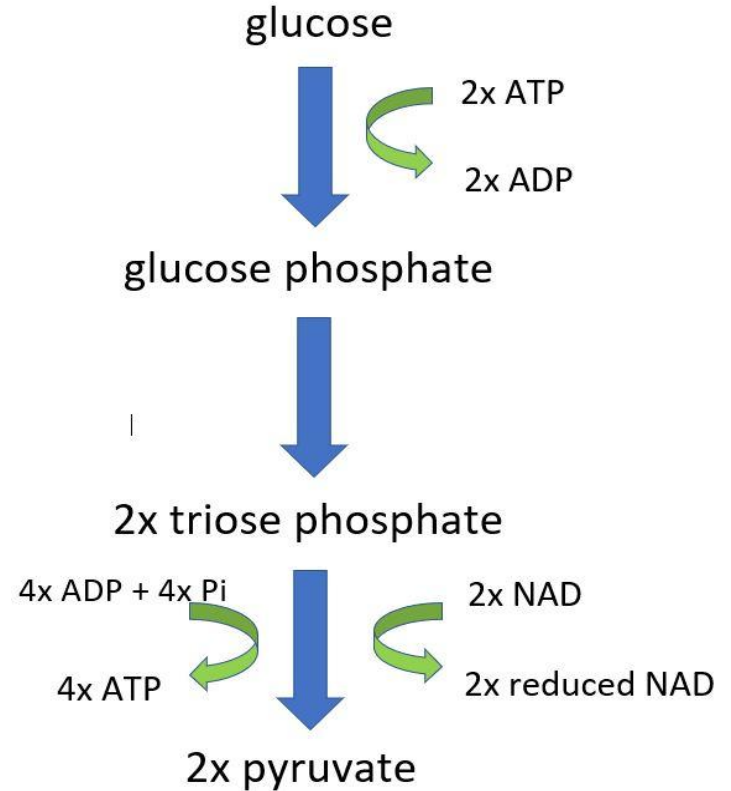 glucose
2x ATP
2x ADP
glucose phosphate
2x triose phosphate
4x ADP + 4x Pi
2x NAD
4x ATP
2x reduced NAD
2x pyruvate